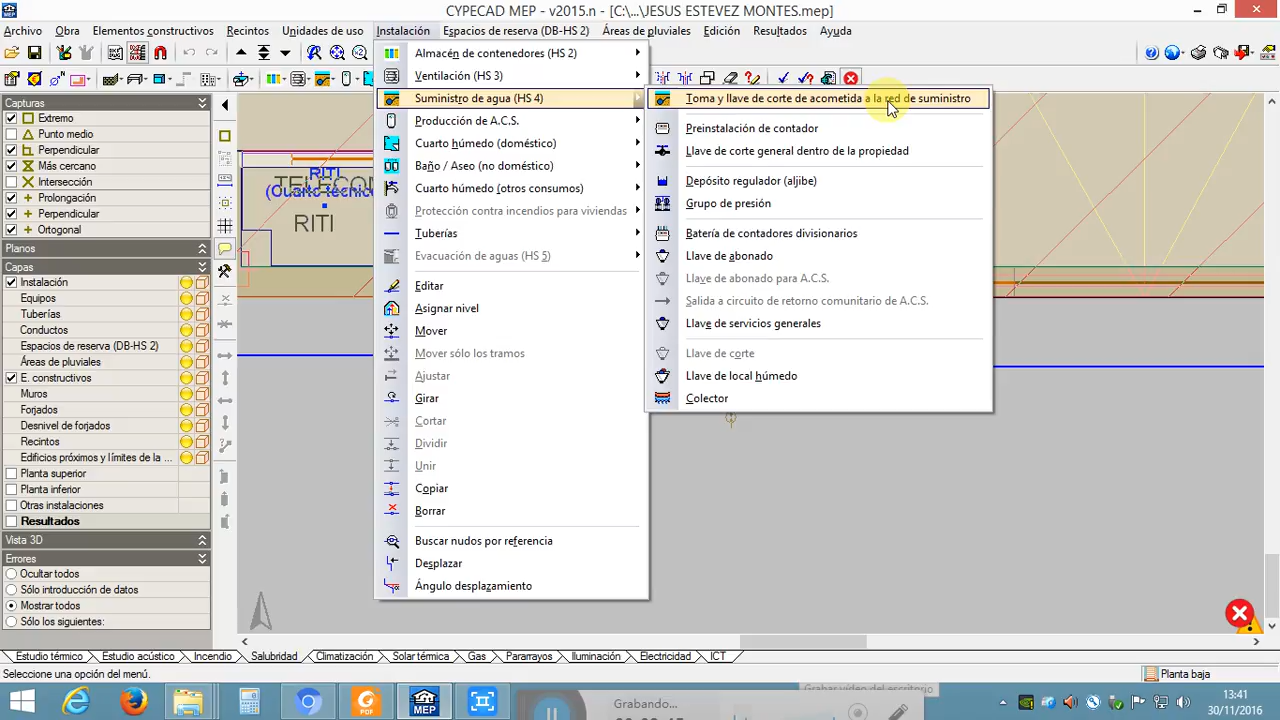 CYPECAD MEP - v2015.n - [C:\...\JESUS ESTEVEZ MONTES.mep]
Archivo Obra Elementos constructivos Recintos Unidades de uso Instalación Espacios de reserva (DB-HS 2) Áreas de pluviales Edición Resultados Ayuda
Capturas
Extremo
Punto medio
Perpendicular
Más cercano
Intersección
Prolongación
Perpendicular
Ortogonal
Planos
Capas
Instalación
Equipos
Tuberías
Conductos
Espacios de reserva (DB-HS 2)
Áreas de pluviales
E. constructivos
Muros
Forjados
Desnivel de forjados
Recintos
Edificios próximos y límites de la ...
Planta superior
Planta inferior
Otras instalaciones
Resultados
Vista 3D
Errores
Ocultar todos
Sólo introducción de datos
Mostrar todos
Sólo los siguientes:
RITI
(Cuarto técnico
RITI
Almacén de contenedores (HS 2)
Ventilación (HS 3)
Suministro de agua (HS 4)
Producción de A.C.S.
Cuarto húmedo (doméstico)
Baño / Aseo (no doméstico)
Cuarto húmedo (otros consumos)
Protección contra incendios para viviendas
Tuberías
Evacuación de aguas (HS 5)
Editar
Asignar nivel
Mover
Mover sólo los tramos
Ajustar
Girar
Cortar
Dividir
Unir
Copiar
Borrar
Buscar nudos por referencia
Desplazar
Ángulo desplazamiento
Toma y llave de corte de acometida a la red de suministro
Preinstalación de contador
Llave de corte general dentro de la propiedad
Depósito regulador (aljibe)
Grupo de presión
Batería de contadores divisionarios
Llave de abonado
Llave de abonado para A.C.S.
Salida a circuito de retorno comunitario de A.C.S.
Llave de servicios generales
Llave de corte
Llave de local húmedo
Colector
Estudio térmico Estudio acústico Incendio Salubridad Climatización Solar térmica Gas Pararrayos Iluminación Electricidad ICT
Seleccione una opción del menú.
Planta baja
Grabar vídeo del escritorio
Grabando...
PDF
MEP
13:41
30/11/2016